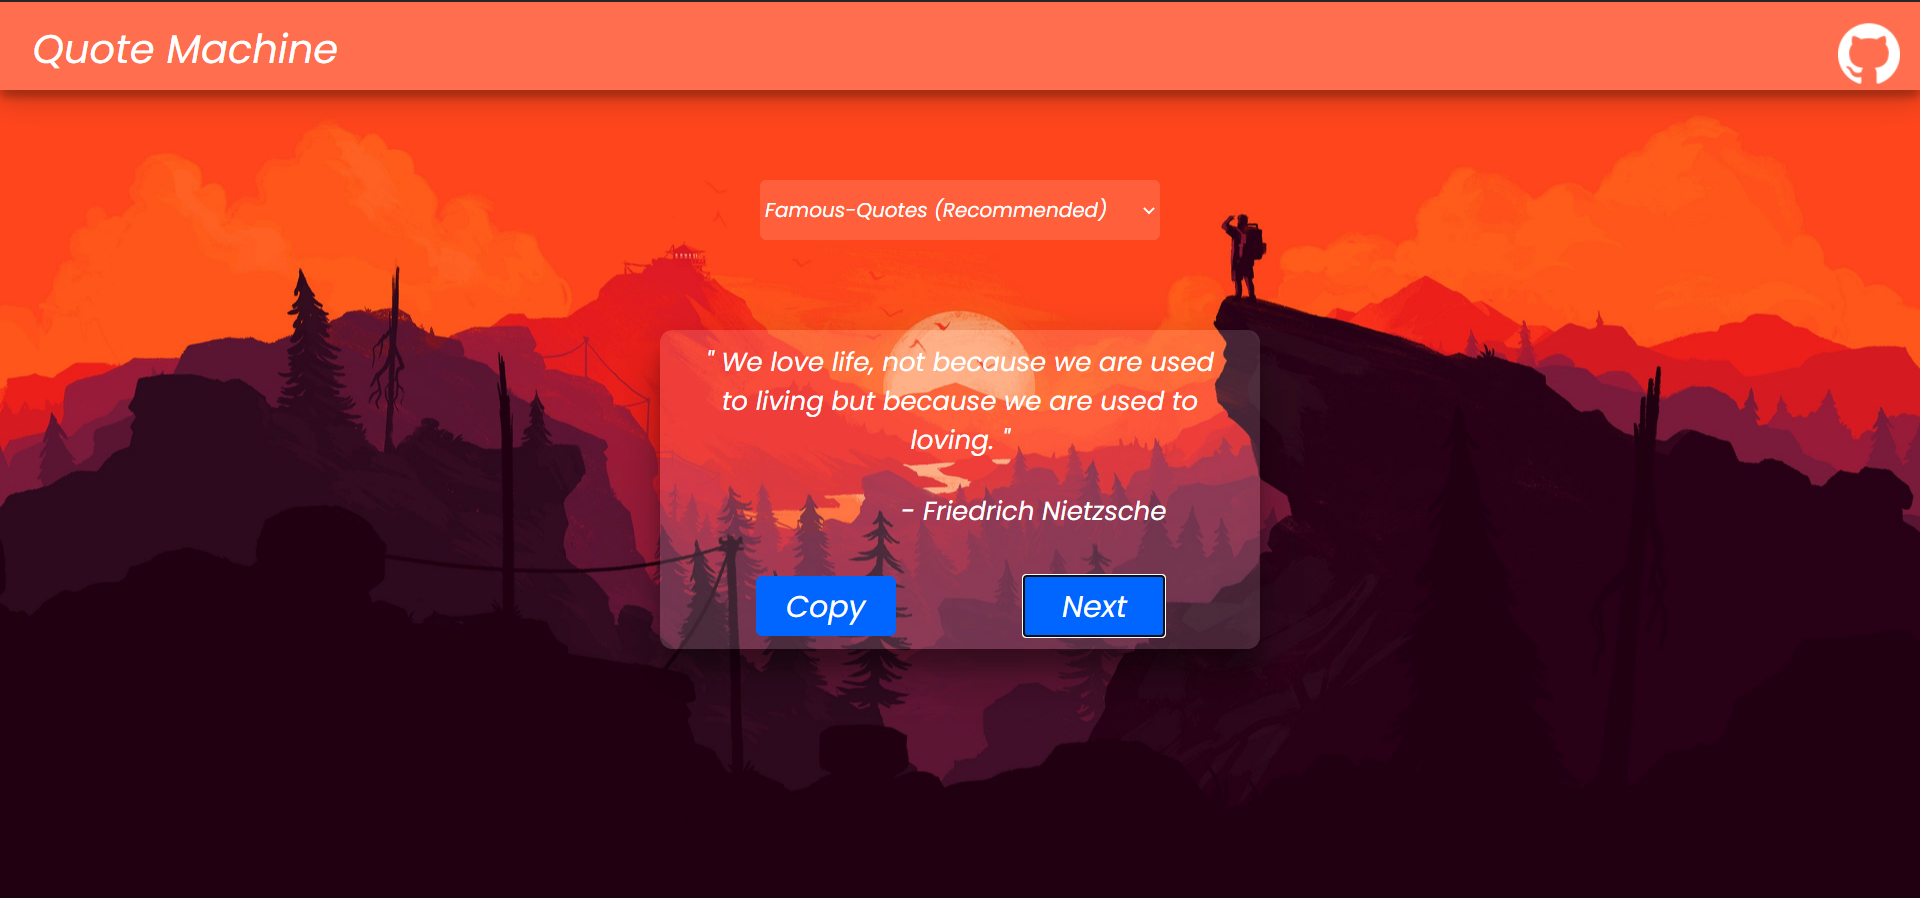 Quote Machine
Famous-Quotes (Recommended)
" We love life, not because we are used
to living but because we are used to
loving. "
- Friedrich Nietzsche
Copy
Next